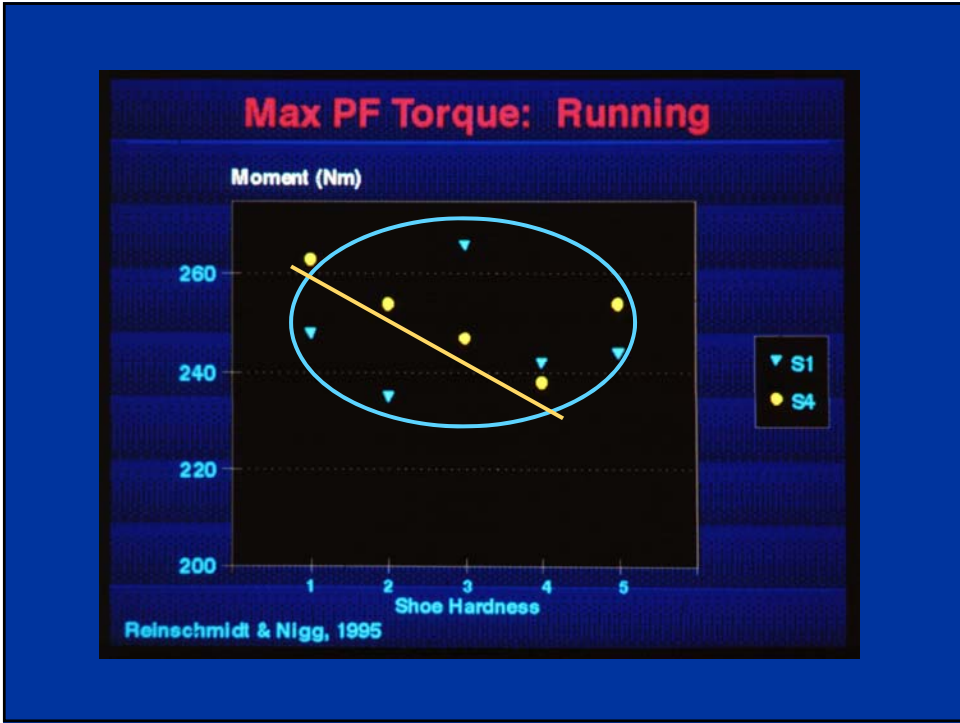 Max PF Torque: Running
Moment (Nm)
260
240
220
200
1 2 3 4 5
Shoe Hardness
S1
S4
Reinschmidt & Nigg, 1995